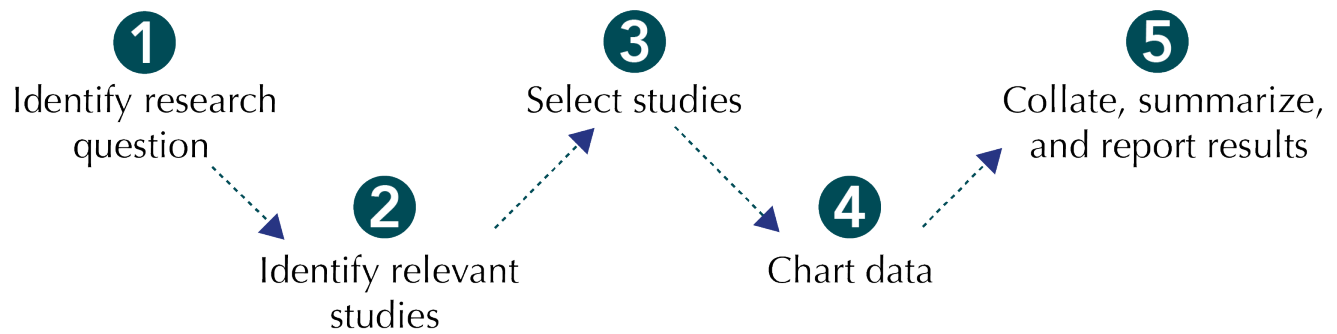 1
Identify research
question
2
Identify relevant
studies
3
Select studies
4
Chart data
5
Collate, summarize,
and report results